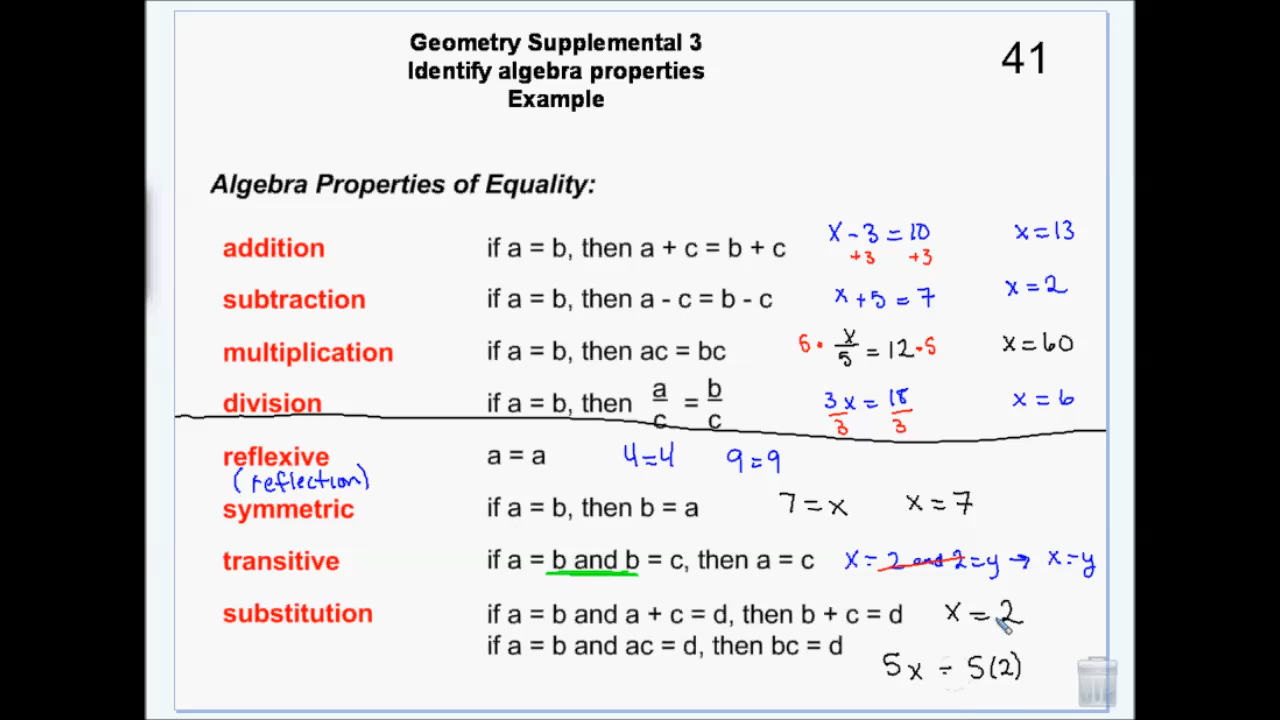 Geometry Supplemental 3
41
Identify algebra properties
Example
Algebra Properties of Equality:
addition if a = b, then a + c = b + c x - 3 = 10 x = 13
+3 +3
subtraction if a = b, then a - c = b - c x + 5 = 7 x = 2
multiplication if a = b, then ac = bc 5 • x/5 = 12 • 5 x = 60
division if a = b, then a/c = b/c 3x/3 = 18/3 x = 6
reflexive a = a 4 = 4 9 = 9
(reflection)
symmetric if a = b, then b = a 7 = x x = 7
transitive if a = b and b = c, then a = c x = 2 and 2 = y → x = y
substitution if a = b and a + c = d, then b + c = d x = 2
if a = b and ac = d, then bc = d
5x = 5(2)